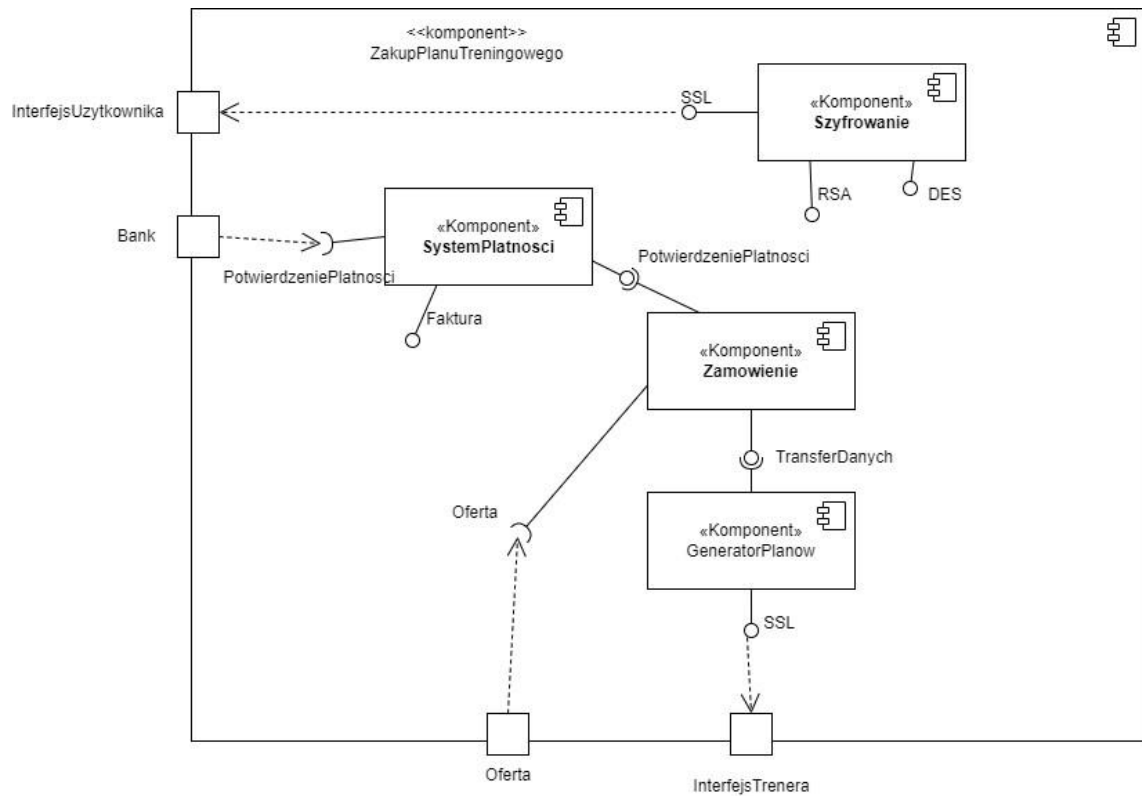 <<komponent>>
ZakupPlanuTreningowego
InterfejsUzytkownika
SSL
«Komponent»
Szyfrowanie
RSA
DES
Bank
«Komponent»
SystemPlatnosci
PotwierdzeniePlatnosci
PotwierdzeniePlatnosci
Faktura
«Komponent»
Zamowienie
TransferDanych
Oferta
«Komponent»
GeneratorPlanow
SSL
Oferta
InterfejsTrenera